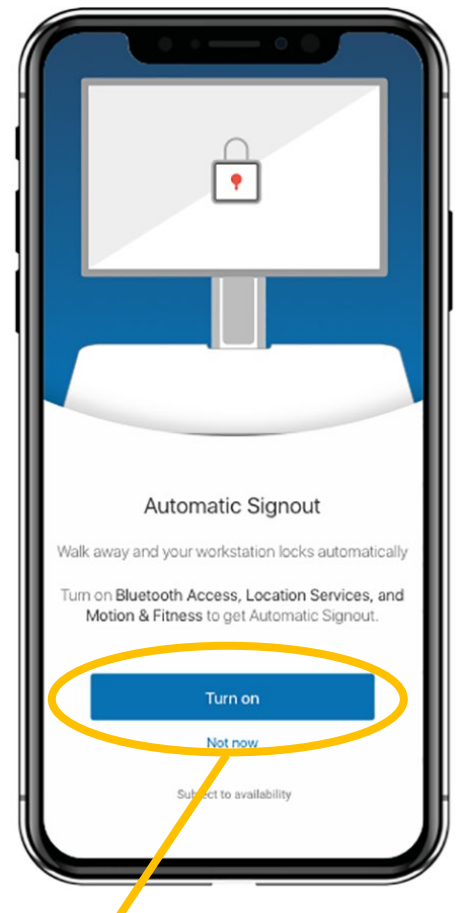 Automatic Signout
Walk away and your workstation locks automatically
Turn on Bluetooth Access, Location Services, and
Motion & Fitness to get Automatic Signout.
Turn on
Not now
Subject to availability